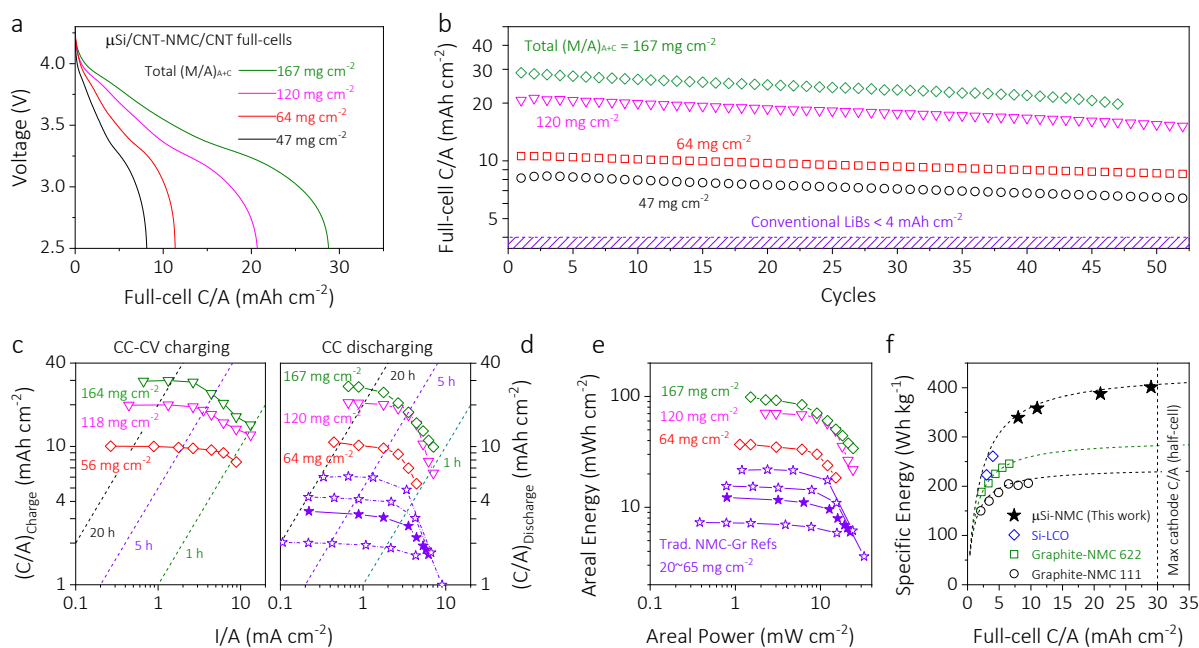 a
μSi/CNT-NMC/CNT full-cells
Total (M/A)A+C
167 mg cm-2
120 mg cm-2
64 mg cm-2
47 mg cm-2
4.0
3.5
3.0
2.5
Voltage (V)
0 10 20 30
Full-cell C/A (mAh cm-2)
b
Total (M/A)A+C = 167 mg cm-2
120 mg cm-2
64 mg cm-2
47 mg cm-2
Conventional LiBs < 4 mAh cm-2
40
30
20
10
5
Full-cell C/A (mAh cm-2)
0 5 10 15 20 25 30 35 40 45 50
Cycles
c
CC-CV charging
164 mg cm-2
118 mg cm-2
56 mg cm-2
20 h
5 h
1 h
40
10
4
1
(C/A)Charge (mAh cm-2)
0.1 1 10
I/A (mA cm-2)
CC discharging
d
167 mg cm-2
120 mg cm-2
64 mg cm-2
20 h
5 h
1 h
40
10
4
1
(C/A)Discharge (mAh cm-2)
0.1 1 10
e
167 mg cm-2
120 mg cm-2
64 mg cm-2
Trad. NMC-Gr Refs
20~65 mg cm-2
100
10
Areal Energy (mWh cm-2)
0.1 1 10
Areal Power (mW cm-2)
f
μSi-NMC (This work)
Si-LCO
Graphite-NMC 622
Graphite-NMC 111
Max cathode C/A (half-cell)
400
300
200
100
0
Specific Energy (Wh kg-1)
0 5 10 15 20 25 30 35
Full-cell C/A (mAh cm-2)